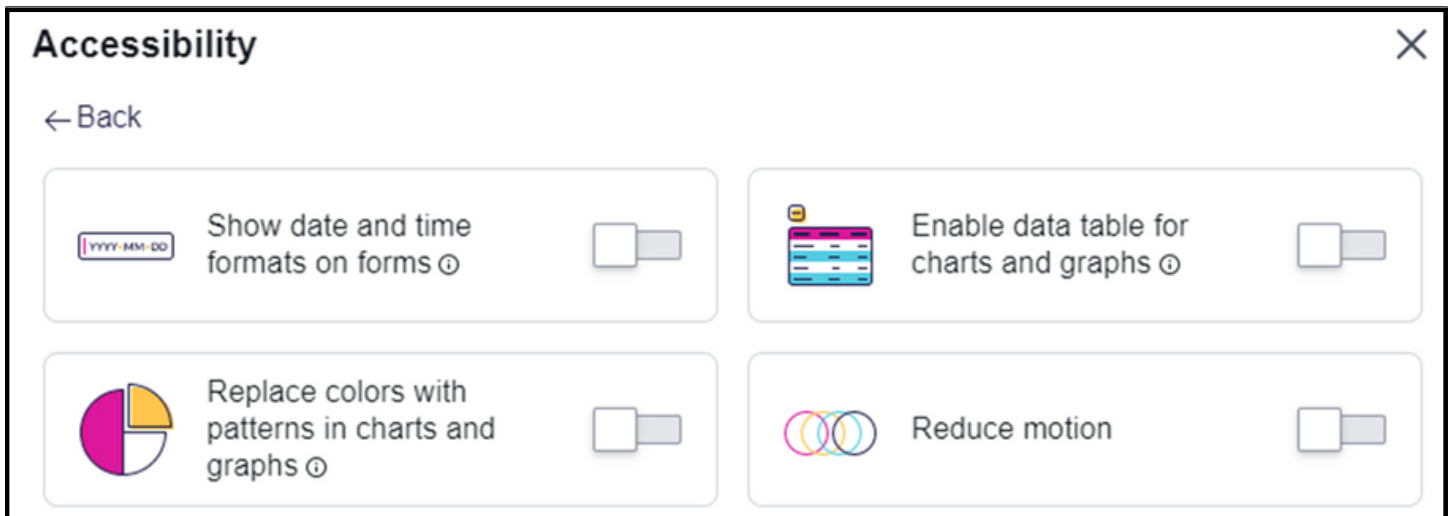 Accessibility
←Back
YYYY-MM-DD
Show date and time
formats on forms
Enable data table for
charts and graphs
Replace colors with
patterns in charts and
graphs
Reduce motion